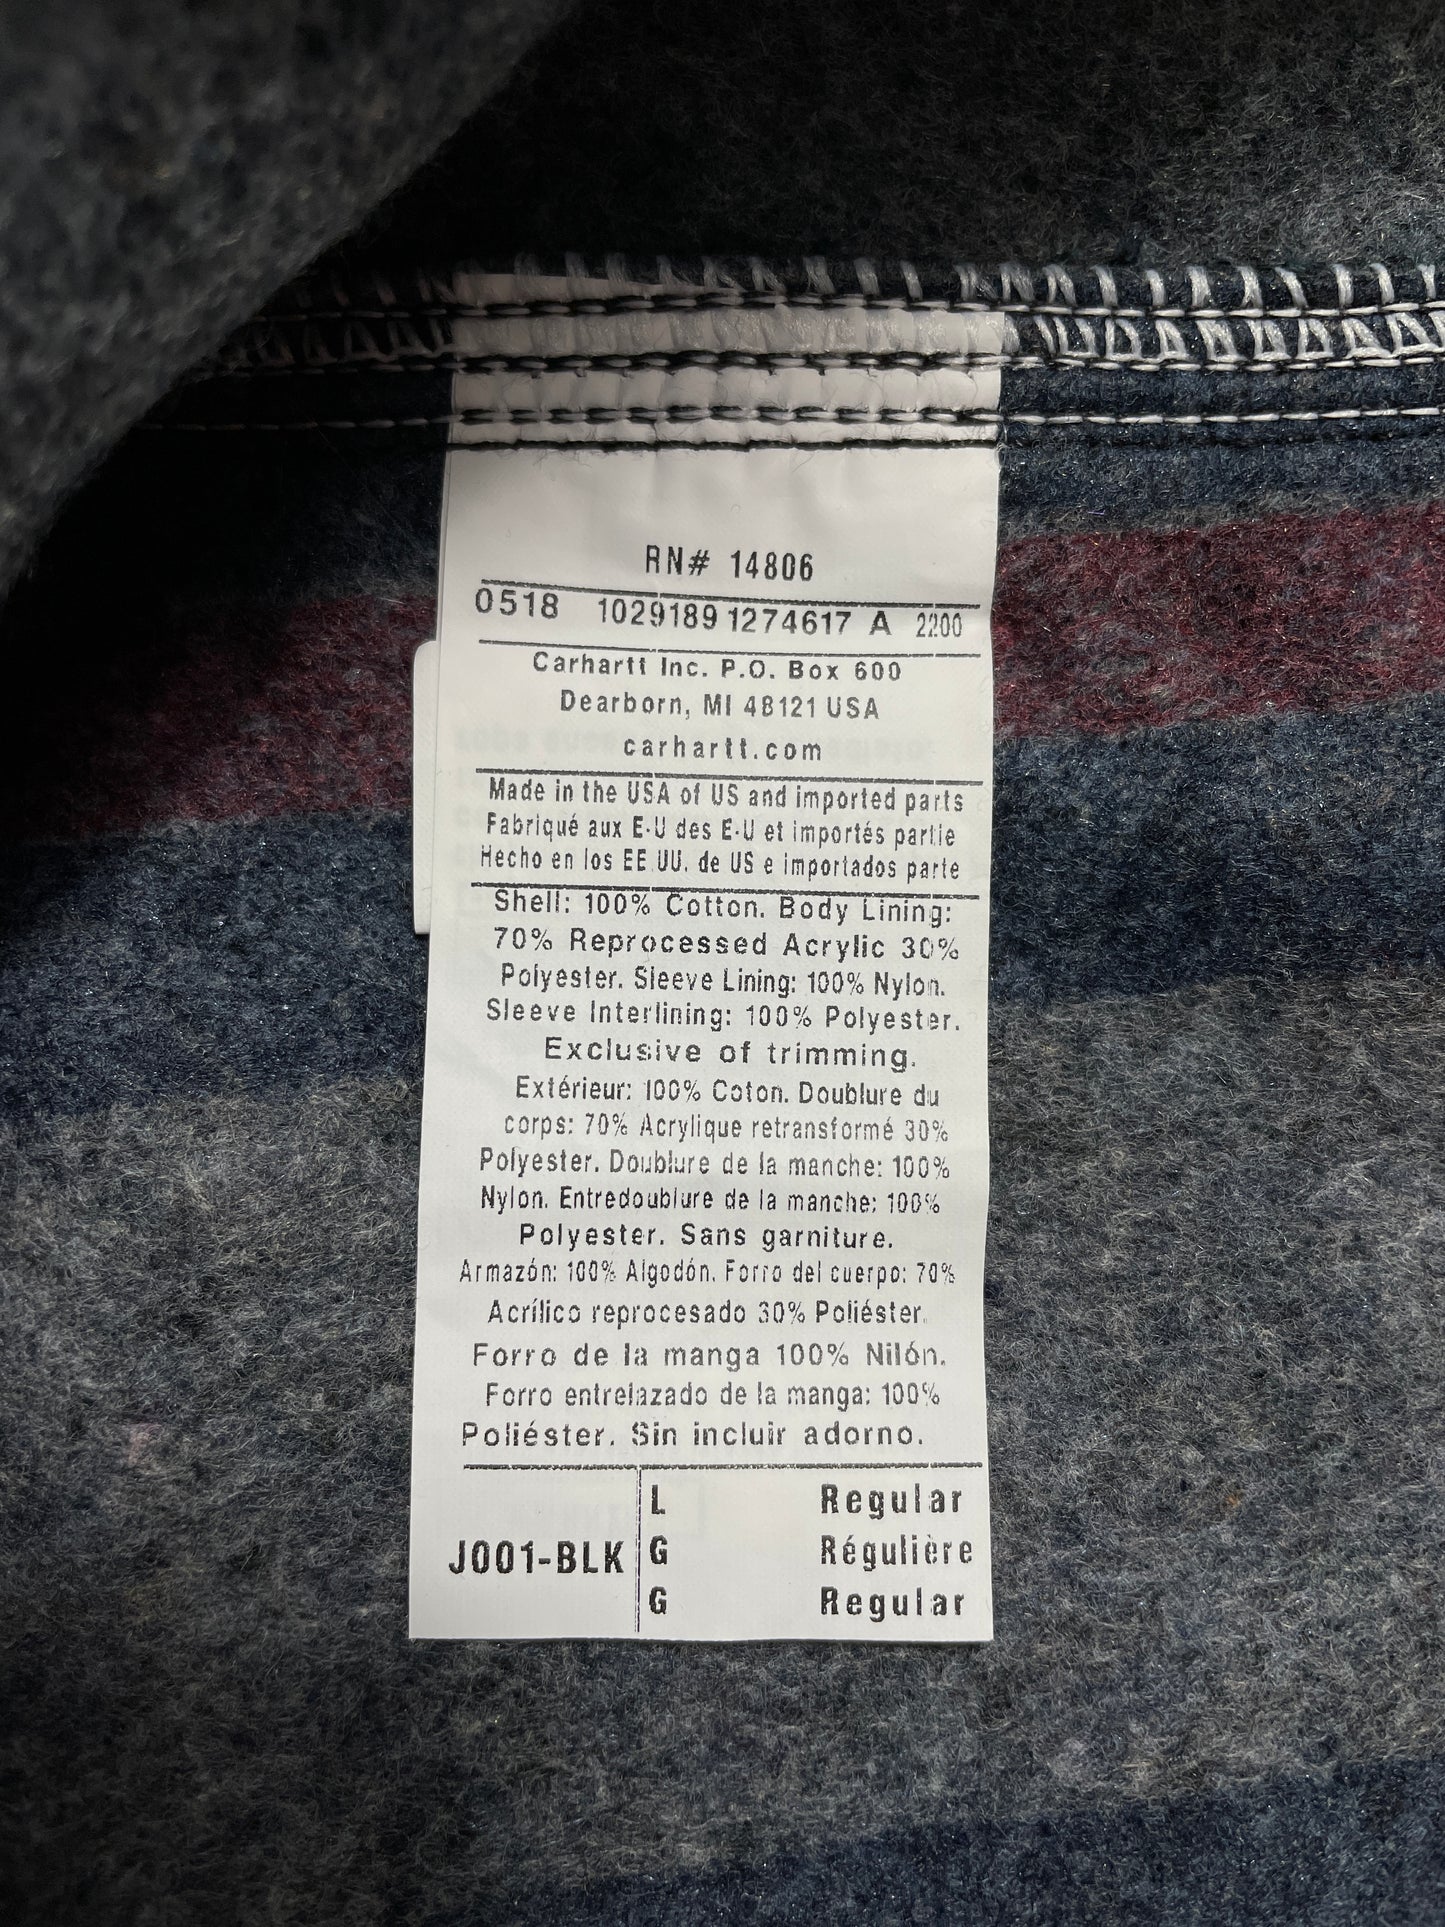 RN# 14806
0518 1029189 1274617 A 2200
Carhartt Inc. P.O. Box 600
Dearborn, MI 48121 USA
carhartt.com
Made in the USA of US and imported parts
Fabriqué aux E-U des E-U et importés partie
Hecho en los EE.UU. de US e importados parte
Shell: 100% Cotton. Body Lining:
70% Reprocessed Acrylic 30%
Polyester. Sleeve Lining: 100% Nylon.
Sleeve Interlining: 100% Polyester.
Exclusive of trimming.
Extérieur: 100% Coton. Doublure du
corps: 70% Acrylique retransformé 30%
Polyester. Doublure de la manche: 100%
Nylon. Entredoublure de la manche: 100%
Polyester. Sans garniture.
Armazón: 100% Algodón. Forro del cuerpo: 70%
Acrílico reprocesado 30% Poliéster.
Forro de la manga 100% Nilón.
Forro entrelazado de la manga: 100%
Poliéster. Sin incluir adorno.
J001-BLK
L Regular
G Régulière
G Regular